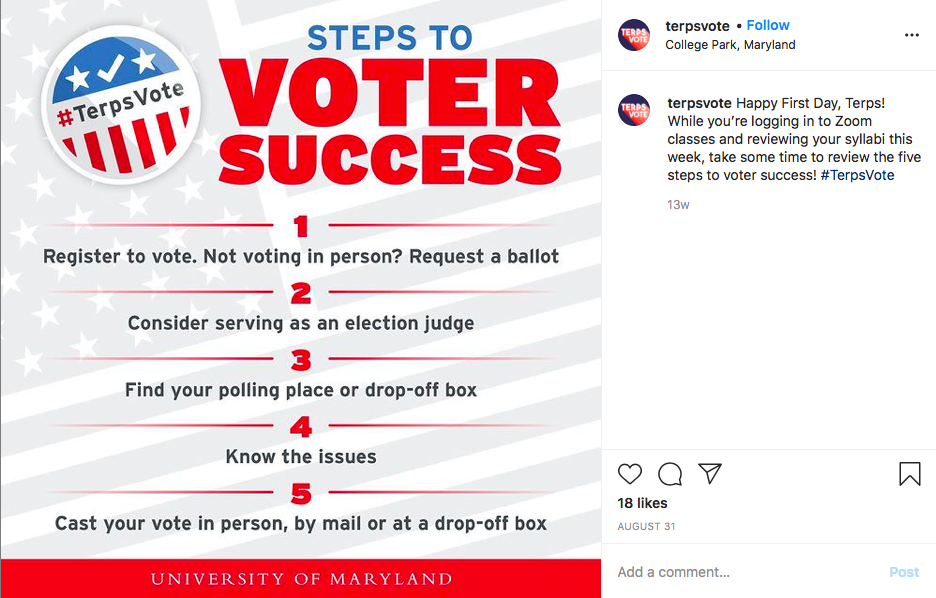 #TerpsVote
STEPS TO
VOTER
SUCCESS
1
Register to vote. Not voting in person? Request a ballot
2
Consider serving as an election judge
3
Find your polling place or drop-off box
4
Know the issues
5
Cast your vote in person, by mail or at a drop-off box
UNIVERSITY OF MARYLAND
TERPS
VOTE
terpsvote • Follow
College Park, Maryland
TERPS
VOTE
terpsvote Happy First Day, Terps!
While you’re logging in to Zoom
classes and reviewing your syllabi this
week, take some time to review the five
steps to voter success! #TerpsVote
13w
18 likes
AUGUST 31
Add a comment... Post